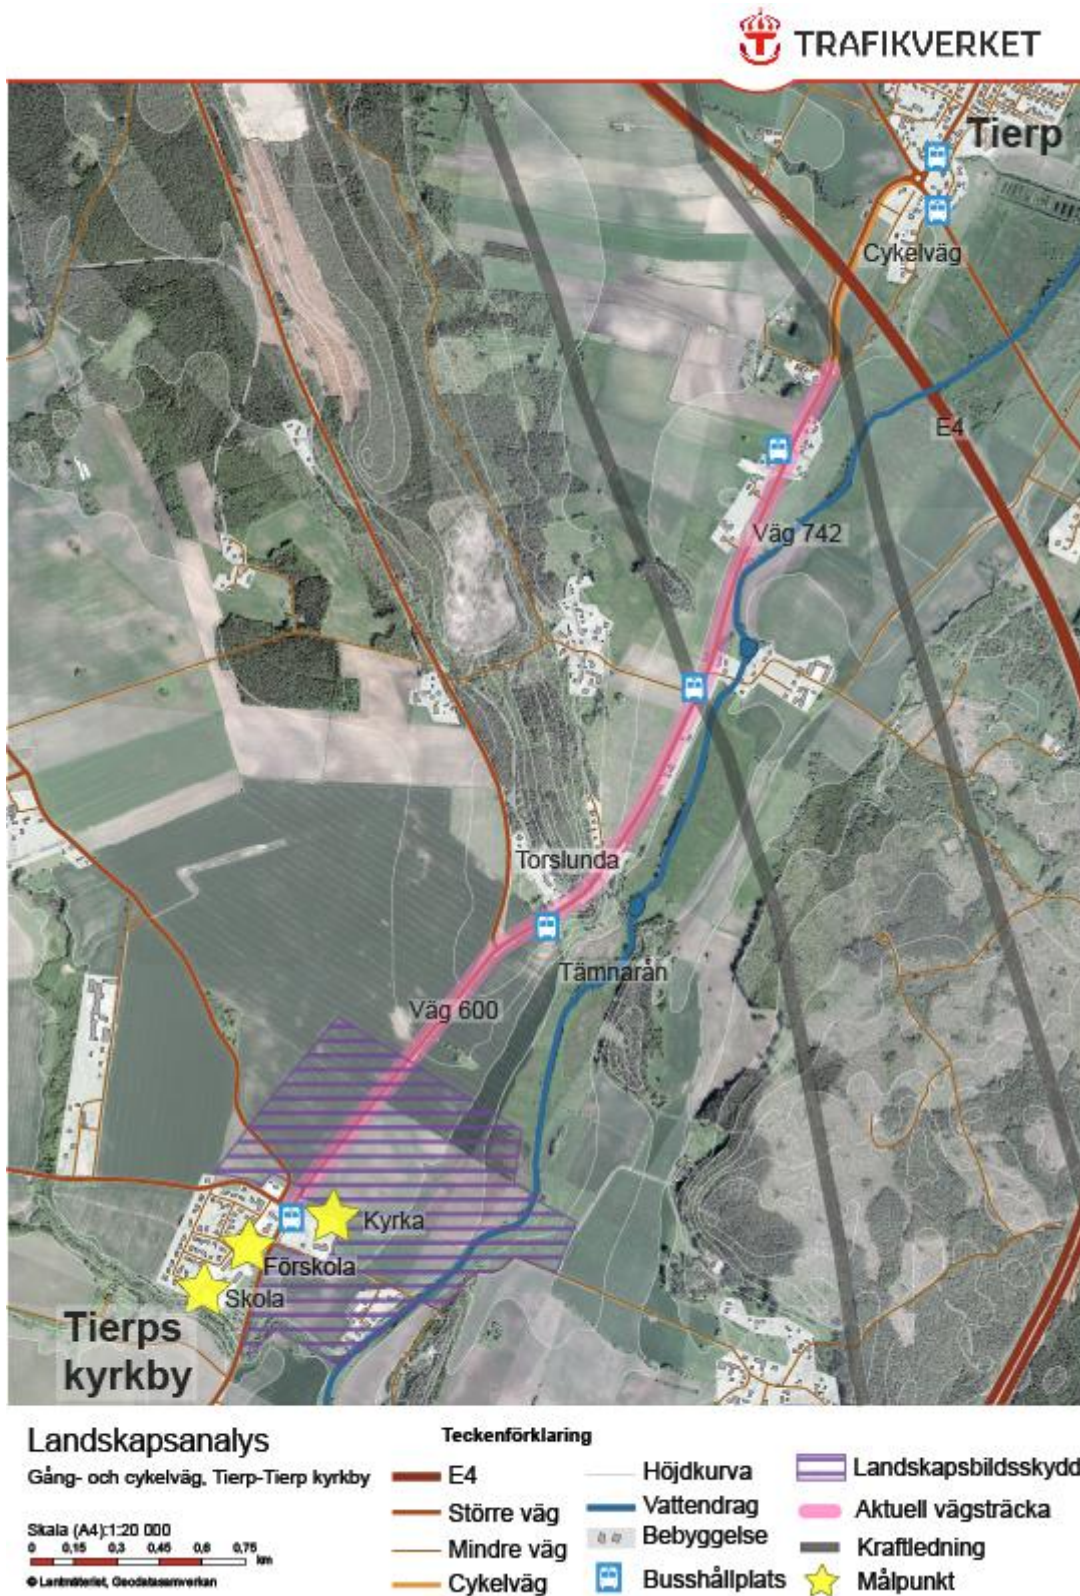 TRAFIKVERKET
Tierp
Cykelväg
E4
Väg 742
Torslunda
Tämnarån
Väg 600
Kyrka
Förskola
Skola
Tierps
kyrkby
Landskapsanalys
Gång- och cykelväg, Tierp-Tierp kyrkby
Skala (A4):1:20 000
0 0,15 0,3 0,45 0,6 0,75
km
© Lantmäteriet, Geodatasamverkan
Teckenförklaring
E4
Större väg
Mindre väg
Cykelväg
Höjdkurva
Vattendrag
Bebyggelse
Busshållplats
Landskapsbildsskydd
Aktuell vägsträcka
Kraftledning
Målpunkt